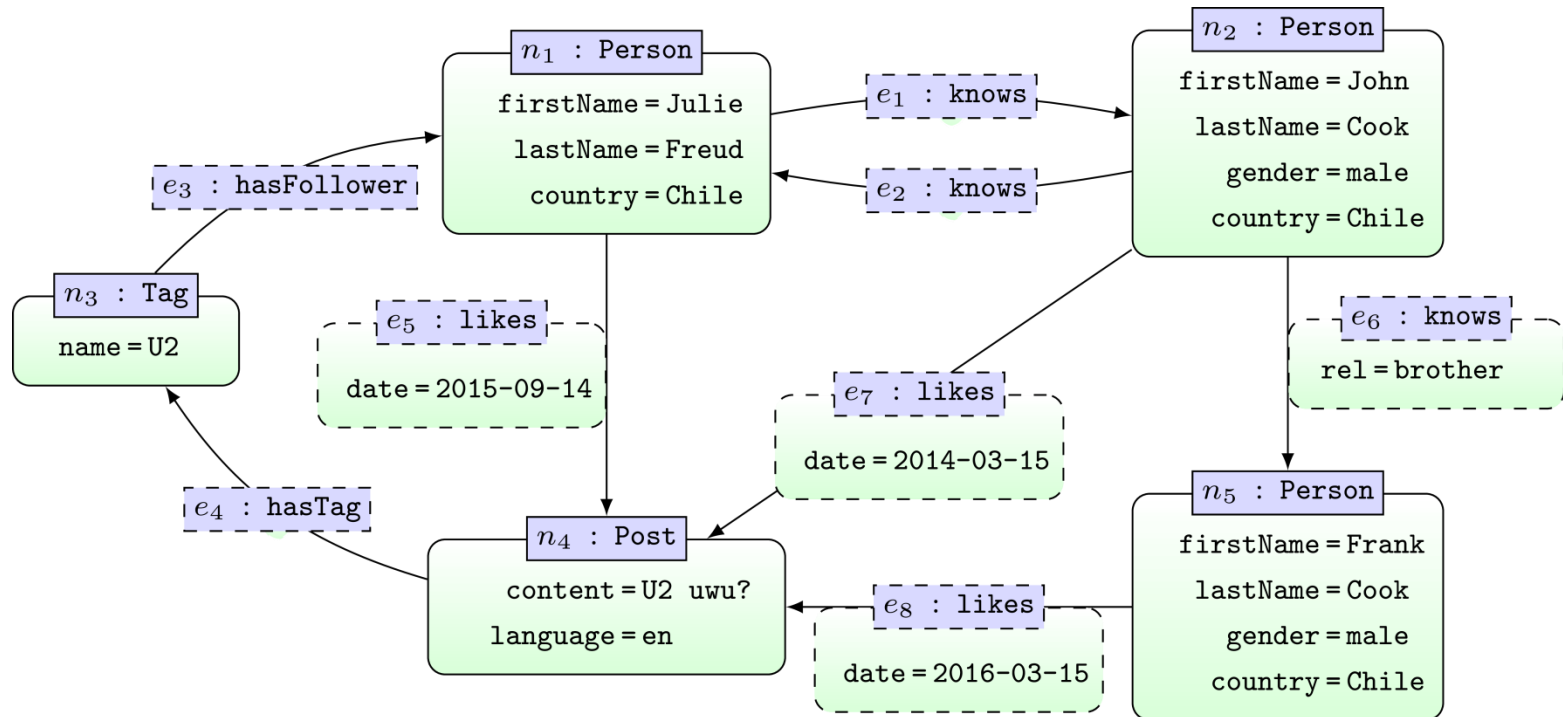 n₁ : Person
firstName = Julie
lastName = Freud
country = Chile
e₁ : knows
e₂ : knows
n₂ : Person
firstName = John
lastName = Cook
gender = male
country = Chile
e₃ : hasFollower
n₃ : Tag
name = U2
e₅ : likes
date = 2015-09-14
e₇ : likes
date = 2014-03-15
e₆ : knows
rel = brother
e₄ : hasTag
n₄ : Post
content = U2 uwu?
language = en
e₈ : likes
date = 2016-03-15
n₅ : Person
firstName = Frank
lastName = Cook
gender = male
country = Chile